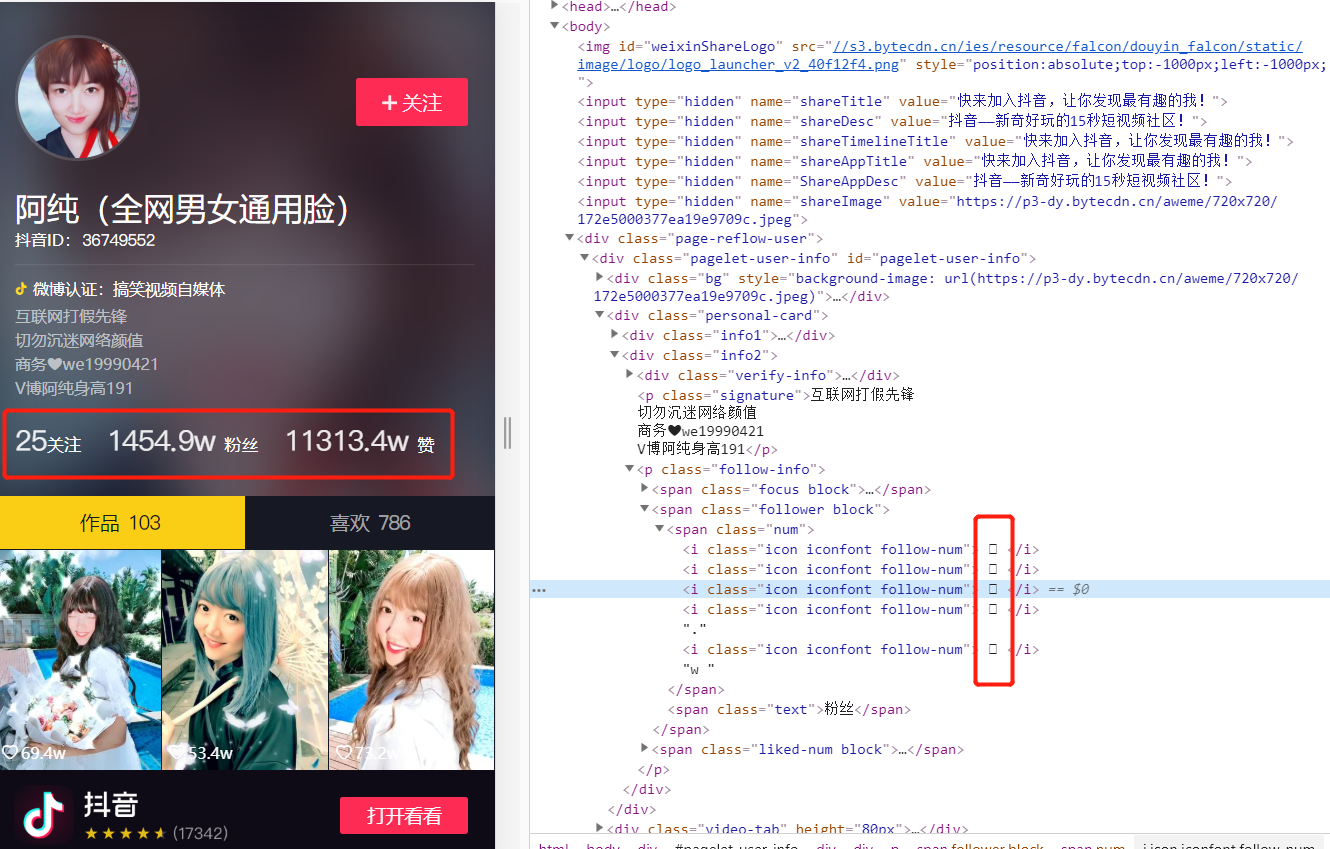 + 关注
阿纯（全网男女通用脸）
抖音ID： 36749552
微博认证：搞笑视频自媒体
互联网打假先锋
切勿沉迷网络颜值
商务♥we19990421
V博阿纯身高191
25关注 1454.9w 粉丝 11313.4w 赞
作品 103 喜欢 786
69.4w 53.4w 73.2w
抖音
(17342)
打开看看
▶<head>…</head>
▼<body>
<img id="weixinShareLogo" src="//s3.bytecdn.cn/ies/resource/falcon/douyin_falcon/static/
image/logo/logo_launcher_v2_40f12f4.png" style="position:absolute;top:-1000px;left:-1000px;
">
<input type="hidden" name="shareTitle" value="快来加入抖音，让你发现最有趣的我！">
<input type="hidden" name="shareDesc" value="抖音——新奇好玩的15秒短视频社区！">
<input type="hidden" name="shareTimelineTitle" value="快来加入抖音，让你发现最有趣的我！">
<input type="hidden" name="shareAppTitle" value="快来加入抖音，让你发现最有趣的我！">
<input type="hidden" name="ShareAppDesc" value="抖音——新奇好玩的15秒短视频社区！">
<input type="hidden" name="shareImage" value="https://p3-dy.bytecdn.cn/aweme/720x720/
172e5000377ea19e9709c.jpeg">
▼<div class="page-reflow-user">
▼<div class="pagelet-user-info" id="pagelet-user-info">
▶<div class="bg" style="background-image: url(https://p3-dy.bytecdn.cn/aweme/720x720/
172e5000377ea19e9709c.jpeg)">…</div>
▼<div class="personal-card">
▶<div class="info1">…</div>
▼<div class="info2">
▶<div class="verify-info">…</div>
<p class="signature">互联网打假先锋
切勿沉迷网络颜值
商务♥we19990421
V博阿纯身高191</p>
▼<p class="follow-info">
▶<span class="focus block">…</span>
▼<span class="follower block">
▼<span class="num">
<i class="icon iconfont follow-num"> □ </i>
<i class="icon iconfont follow-num"> □ </i>
<i class="icon iconfont follow-num"> □ </i> == $0
<i class="icon iconfont follow-num"> □ </i>
"."
<i class="icon iconfont follow-num"> □ </i>
"w "
</span>
<span class="text">粉丝</span>
</span>
▶<span class="liked-num block">…</span>
</p>
</div>
</div>
▶<div class="video-tab" height="80px">…</div>
html body div #pagelet-user-info div div p span.follower.block span.num i.icon.iconfont.follow-num